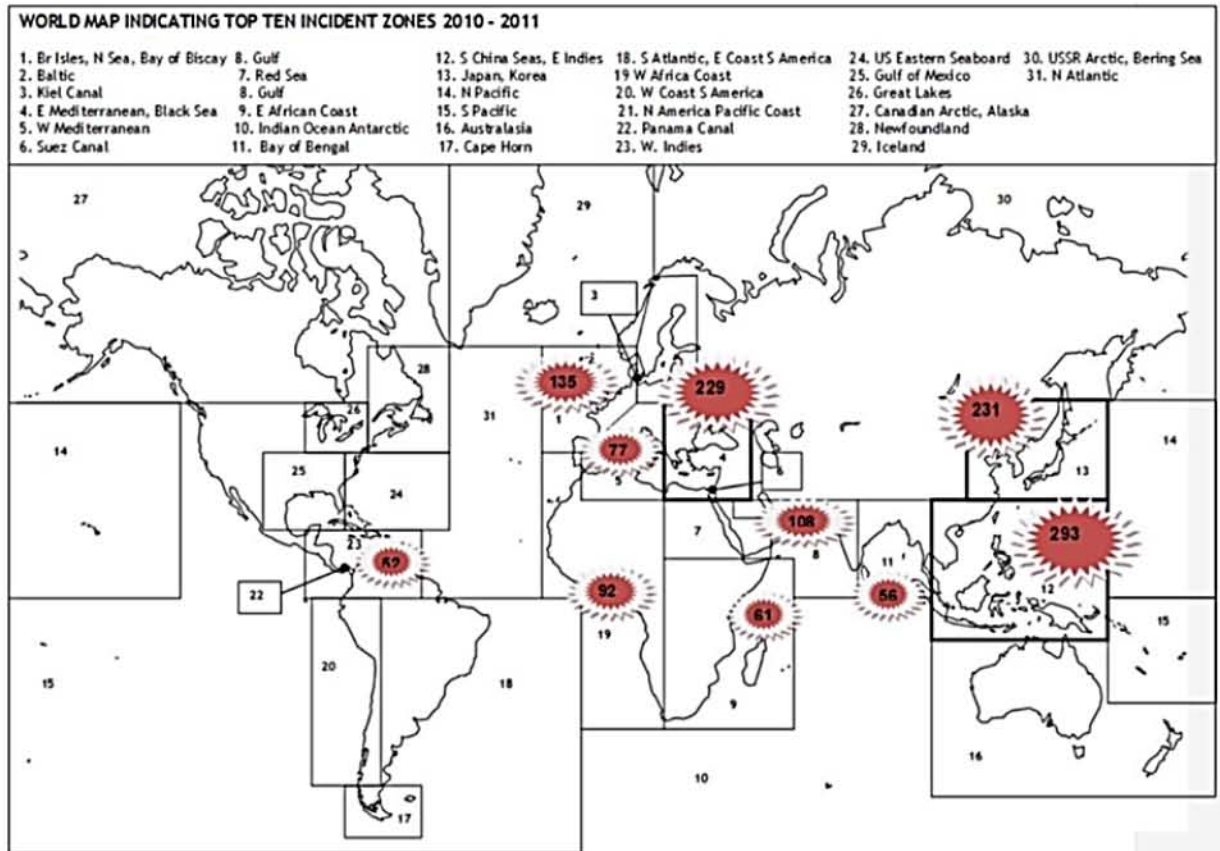 WORLD MAP INDICATING TOP TEN INCIDENT ZONES 2010 - 2011
1. Br Isles, N Sea, Bay of Biscay 8. Gulf 12. S China Seas, E Indies 18. S Atlantic, E Coast S America 24. US Eastern Seaboard 30. USSR Arctic, Bering Sea
2. Baltic 7. Red Sea 13. Japan, Korea 19 W Africa Coast 25. Gulf of Mexico 31. N Atlantic
3. Kiel Canal 8. Gulf 14. N Pacific 20. W Coast S America 26. Great Lakes
4. E Mediterranean, Black Sea 9. E African Coast 15. S Pacific 21. N America Pacific Coast 27. Canadian Arctic, Alaska
5. W Mediterranean 10. Indian Ocean Antarctic 16. Australasia 22. Panama Canal 28. Newfoundland
6. Suez Canal 11. Bay of Bengal 17. Cape Horn 23. W. Indies 29. Iceland
27 29 30
3
28 135 229
26 1 31 77 231
14 25 4 6 13 14
24 5
7 108 293
23 8 11
22 92 56 12
61
19 15
20
15 18 9
16
10
17